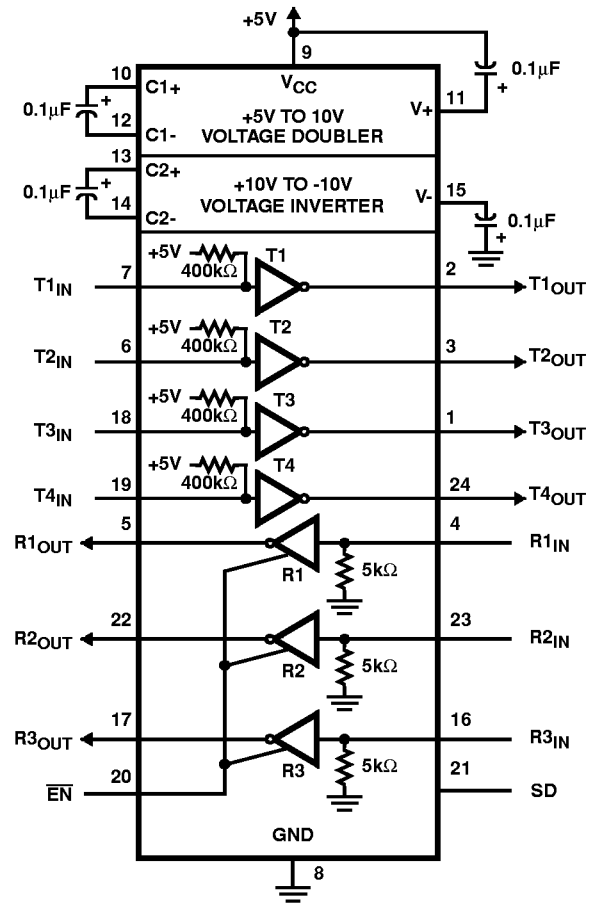 +5V
9
10
C1+
VCC
0.1μF
+
0.1μF
+
+5V TO 10V
VOLTAGE DOUBLER
V+
11
12
C1-
13
C2+
0.1μF
+
+10V TO -10V
VOLTAGE INVERTER
V-
15
14
C2-
0.1μF
+
+5V
400kΩ
T1
T1IN
7
2
T1OUT
+5V
400kΩ
T2
T2IN
6
3
T2OUT
+5V
400kΩ
T3
T3IN
18
1
T3OUT
+5V
400kΩ
T4
T4IN
19
24
T4OUT
R1OUT
5
4
R1IN
R1
5kΩ
R2OUT
22
23
R2IN
R2
5kΩ
R3OUT
17
16
R3IN
R3
5kΩ
E̅N̅
20
21
SD
GND
8